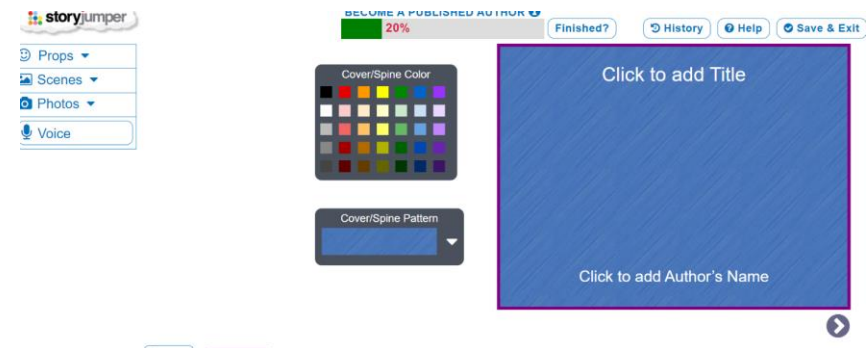 storyjumper
BECOME A PUBLISHED AUTHOR
20%
Finished?
History
Help
Save & Exit
Props
Scenes
Photos
Voice
Cover/Spine Color
Cover/Spine Pattern
Click to add Title
Click to add Author's Name